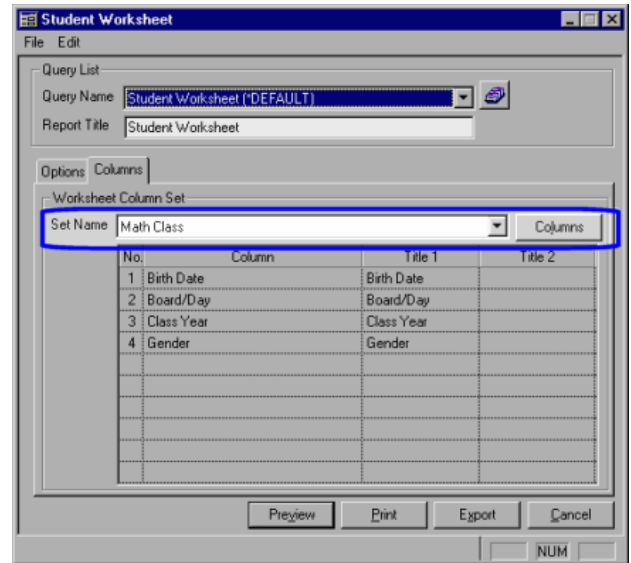 Student Worksheet
File Edit
Query List
Query Name Student Worksheet (*DEFAULT)
Report Title Student Worksheet
Options Columns
Worksheet Column Set
Set Name Math Class Columns
No. Column Title 1 Title 2
1 Birth Date Birth Date
2 Board/Day Board/Day
3 Class Year Class Year
4 Gender Gender
Preview Print Export Cancel
NUM